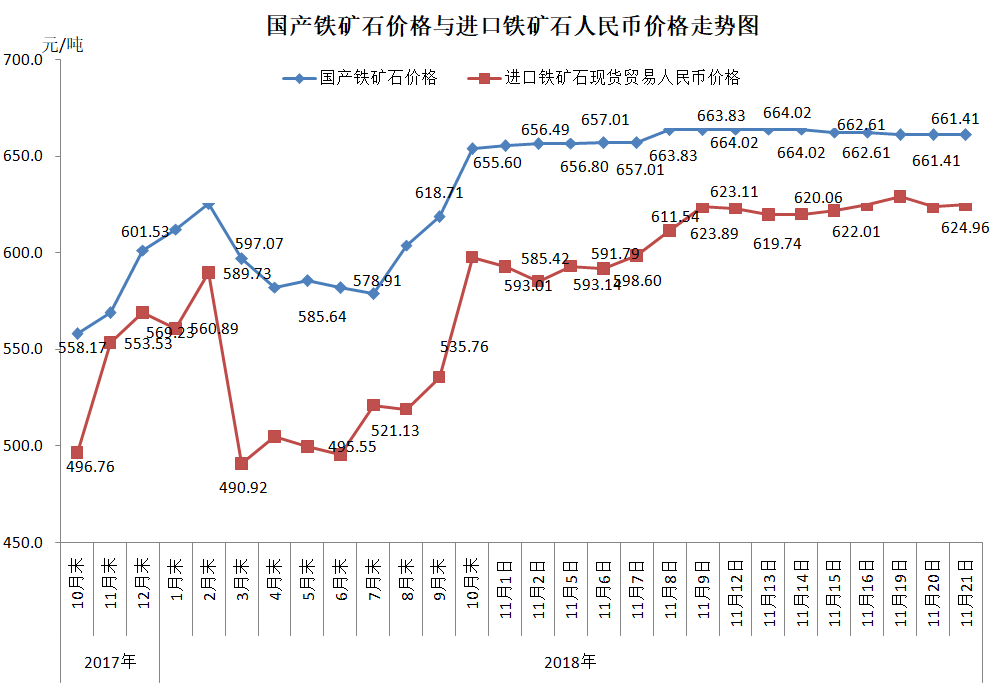 国产铁矿石价格与进口铁矿石人民币价格走势图
元/吨
国产铁矿石价格 进口铁矿石现货贸易人民币价格
700.0
650.0
600.0
550.0
500.0
450.0
558.17
601.53
597.07
585.64
578.91
618.71
655.60
656.49
656.80
657.01
657.01
663.83
663.83
664.02
664.02
664.02
662.61
662.61
661.41
661.41
496.76
553.53
569.23
560.89
589.73
490.92
495.55
521.13
535.76
593.01
585.42
593.14
591.79
598.60
611.54
623.89
623.11
619.74
620.06
622.01
624.96
10月末
11月末
12月末
1月末
2月末
3月末
4月末
5月末
6月末
7月末
8月末
9月末
10月末
11月1日
11月2日
11月5日
11月6日
11月7日
11月8日
11月9日
11月12日
11月13日
11月14日
11月15日
11月16日
11月19日
11月20日
11月21日
2017年 2018年